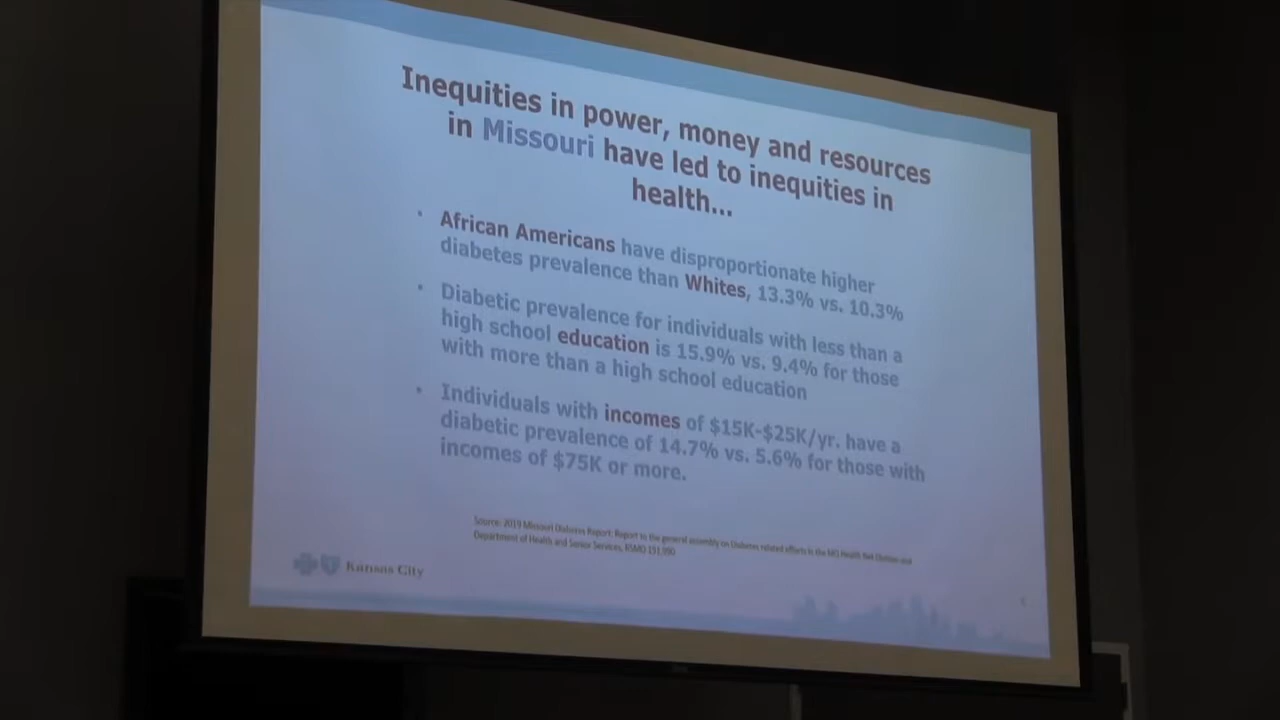 Inequities in power, money and resources
in Missouri have led to inequities in
health...
• African Americans have disproportionate higher
diabetes prevalence than Whites, 13.3% vs. 10.3%
• Diabetic prevalence for individuals with less than a
high school education is 15.9% vs. 9.4% for those
with more than a high school education
• Individuals with incomes of $15K-$25K/yr. have a
diabetic prevalence of 14.7% vs. 5.6% for those with
incomes of $75K or more.
Source: 2019 Missouri Diabetes Report: Report to the general assembly on Diabetes related efforts in the MO Health Net Division and
Department of Health and Senior Services, RSMO 191.990
Kansas City